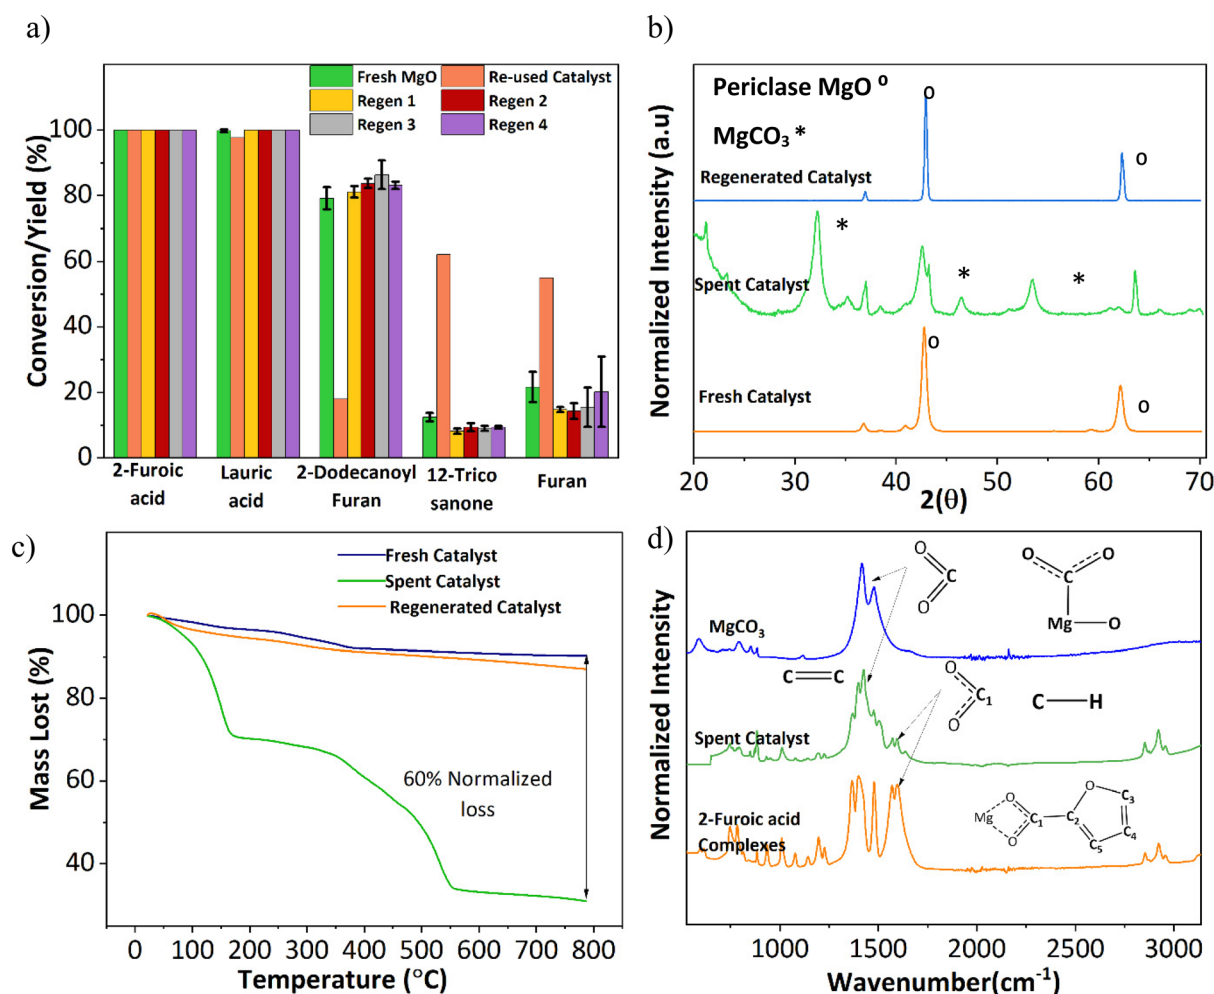 a)
Fresh MgO
Re-used Catalyst
Regen 1
Regen 2
Regen 3
Regen 4
Conversion/Yield (%)
100
80
60
40
20
0
2-Furoic
acid
Lauric
acid
2-Dodecanoyl
Furan
12-Trico
sanone
Furan
b)
Periclase MgO o
o
MgCO3 *
Regenerated Catalyst
o
*
*
*
Spent Catalyst
o
Fresh Catalyst
o
Normalized Intensity (a.u)
20
30
40
50
60
70
2(θ)
c)
Fresh Catalyst
Spent Catalyst
Regenerated Catalyst
60% Normalized
loss
Mass Lost (%)
100
80
60
40
0
100
200
300
400
500
600
700
800
Temperature (°C)
d)
O
C
O
O
O
C
Mg
O
MgCO3
C
C
O
C1
O
C
H
Spent Catalyst
2-Furoic acid
Complexes
Mg
O
O
C1
C2
O
C3
C4
C5
Normalized Intensity
500
1000
1500
2000
2500
3000
Wavenumber(cm-1)